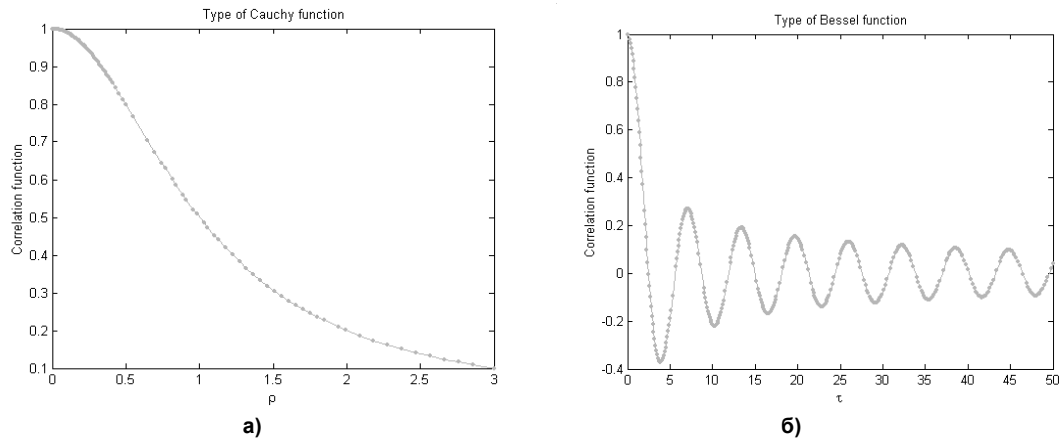 Type of Cauchy function
Correlation function
1
0.9
0.8
0.7
0.6
0.5
0.4
0.3
0.2
0.1
0 0.5 1 1.5 2 2.5 3
ρ
а)
Type of Bessel function
Correlation function
1
0.8
0.6
0.4
0.2
0
-0.2
-0.4
0 5 10 15 20 25 30 35 40 45 50
τ
б)